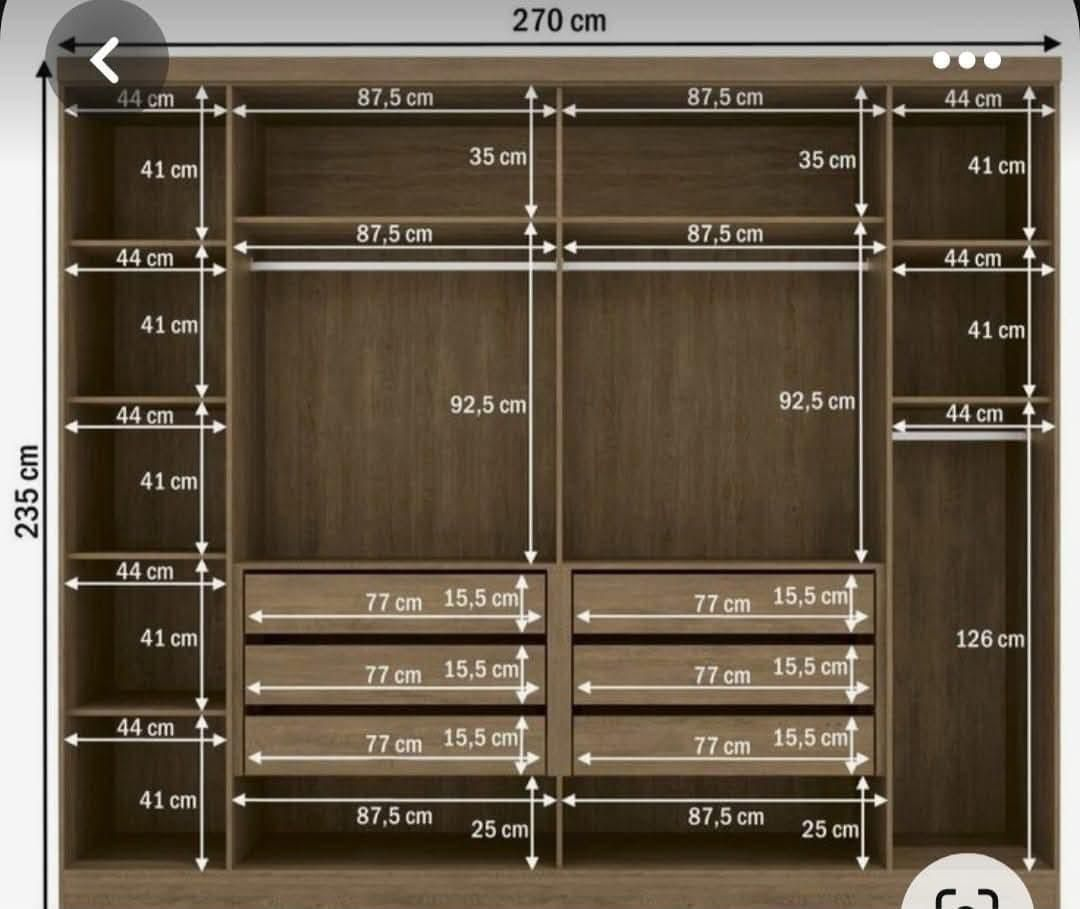 270 cm
44 cm 87,5 cm 87,5 cm 44 cm
41 cm 35 cm 35 cm 41 cm
44 cm 87,5 cm 87,5 cm 44 cm
41 cm 41 cm
44 cm 92,5 cm 92,5 cm 44 cm
235 cm
41 cm
44 cm 77 cm 15,5 cm 77 cm 15,5 cm
41 cm 77 cm 15,5 cm 77 cm 15,5 cm 126 cm
44 cm 77 cm 15,5 cm 77 cm 15,5 cm
41 cm 87,5 cm 25 cm 87,5 cm 25 cm